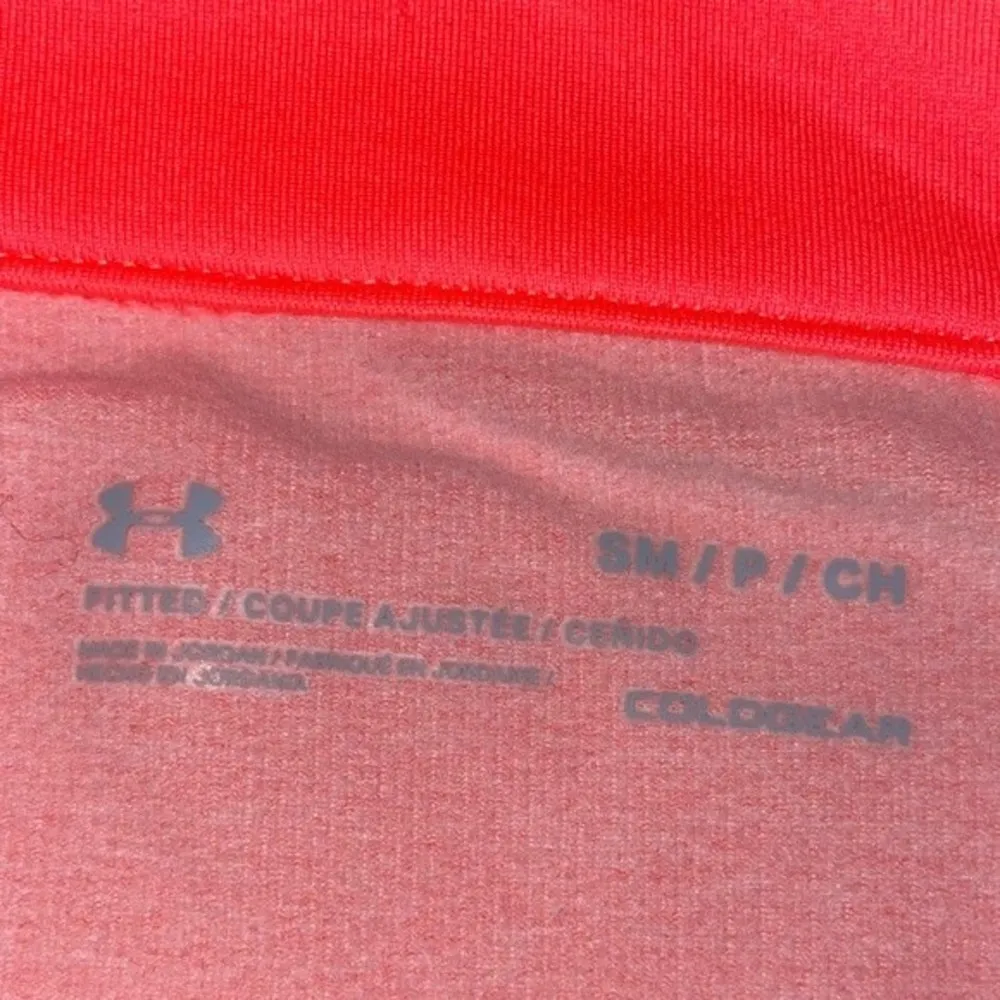 SM / P / CH
FITTED / COUPE AJUSTÉE / CEÑIDO
MADE IN JORDAN / FABRIQUÉ EN JORDANIE /
HECHO EN JORDANIA
COLDGEAR